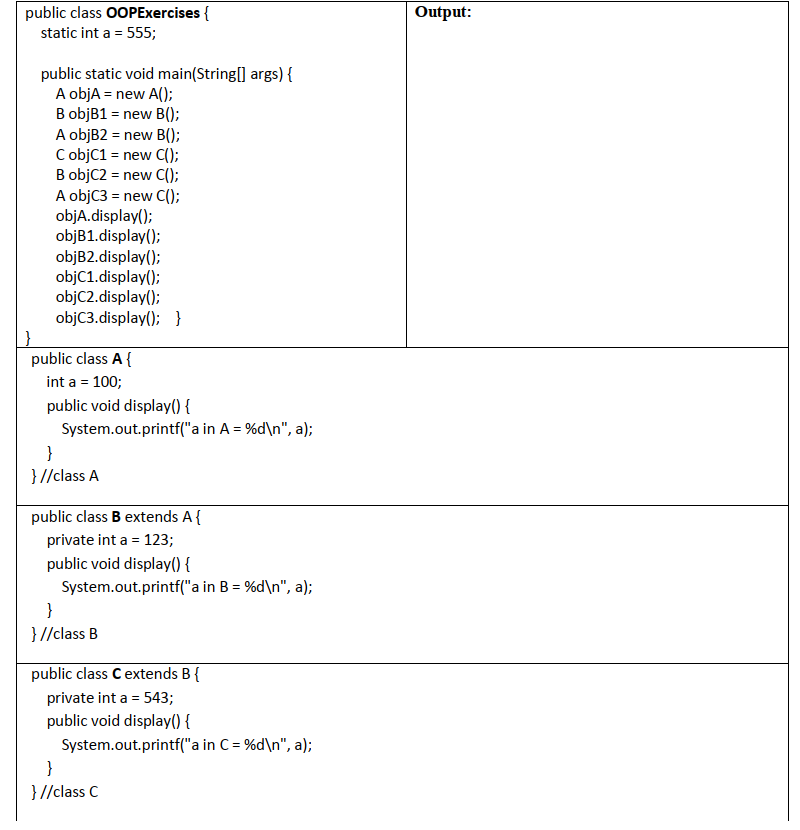 public class OOPExercises {
static int a = 555;
public static void main(String[] args) {
A objA = new A();
B objB1 = new B();
A objB2 = new B();
C objC1 = new C();
B objC2 = new C();
A objC3 = new C();
objA.display();
objB1.display();
objB2.display();
objC1.display();
objC2.display();
objC3.display(); }
}
Output:
public class A {
int a = 100;
public void display() {
System.out.printf("a in A = %d\n", a);
}
} //class A
public class B extends A {
private int a = 123;
public void display() {
System.out.printf("a in B = %d\n", a);
}
} //class B
public class C extends B {
private int a = 543;
public void display() {
System.out.printf("a in C = %d\n", a);
}
} //class C